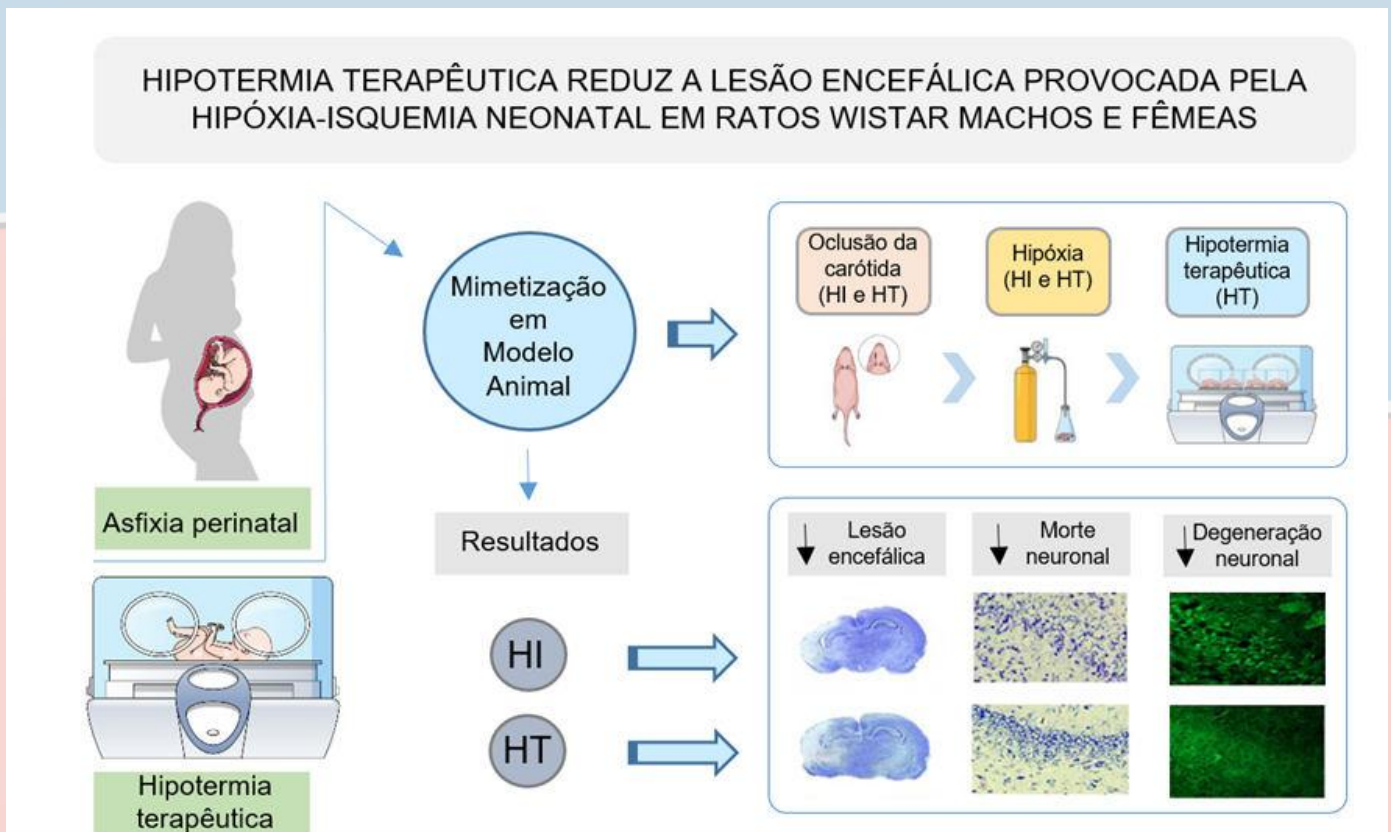 HIPOTERMIA TERAPÊUTICA REDUZ A LESÃO ENCEFÁLICA PROVOCADA PELA
HIPÓXIA-ISQUEMIA NEONATAL EM RATOS WISTAR MACHOS E FÊMEAS
Asfixia perinatal
Hipotermia
terapêutica
Mimetização
em
Modelo
Animal
Oclusão da
carótida
(HI e HT)
Hipóxia
(HI e HT)
Hipotermia
terapêutica
(HT)
Resultados
HI
HT
Lesão
encefálica
Morte
neuronal
Degeneração
neuronal